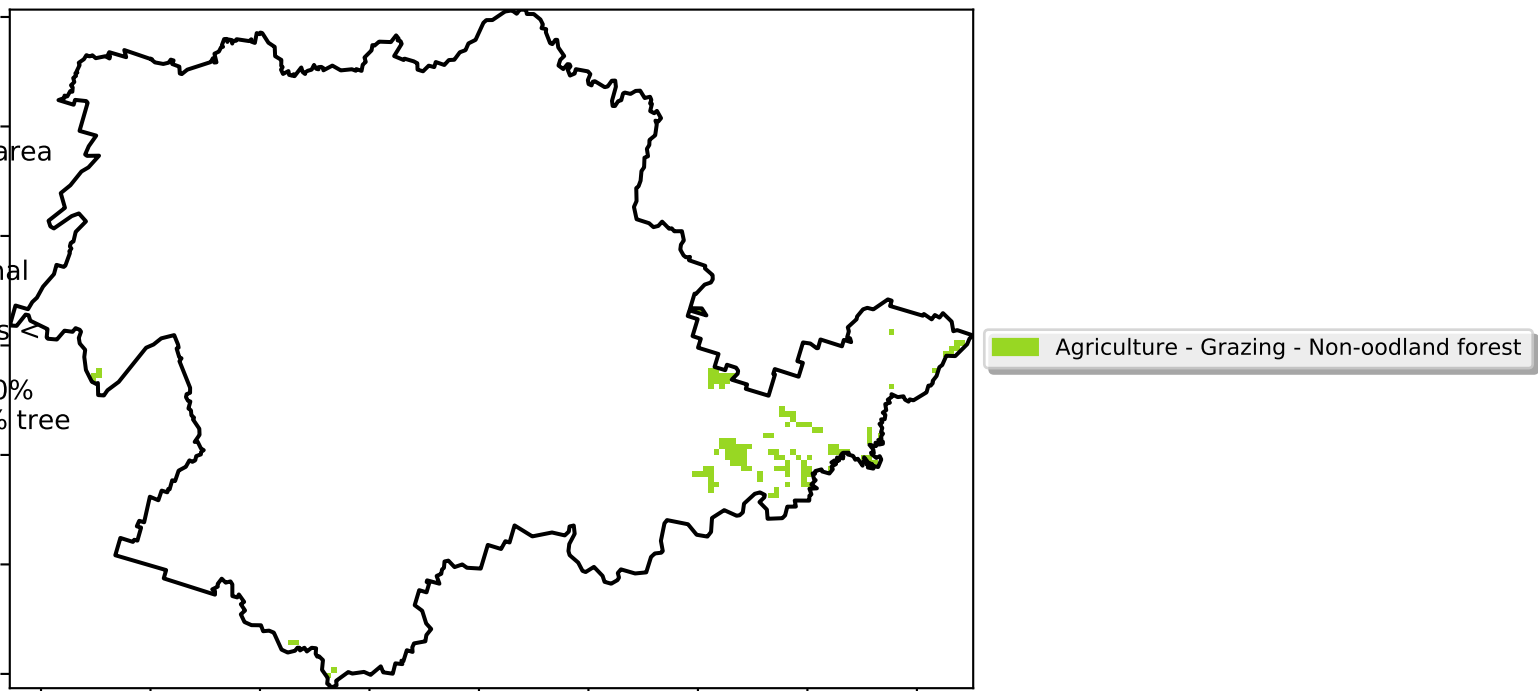 area
nal
s <
0%
% tree
Agriculture - Grazing - Non-oodland forest